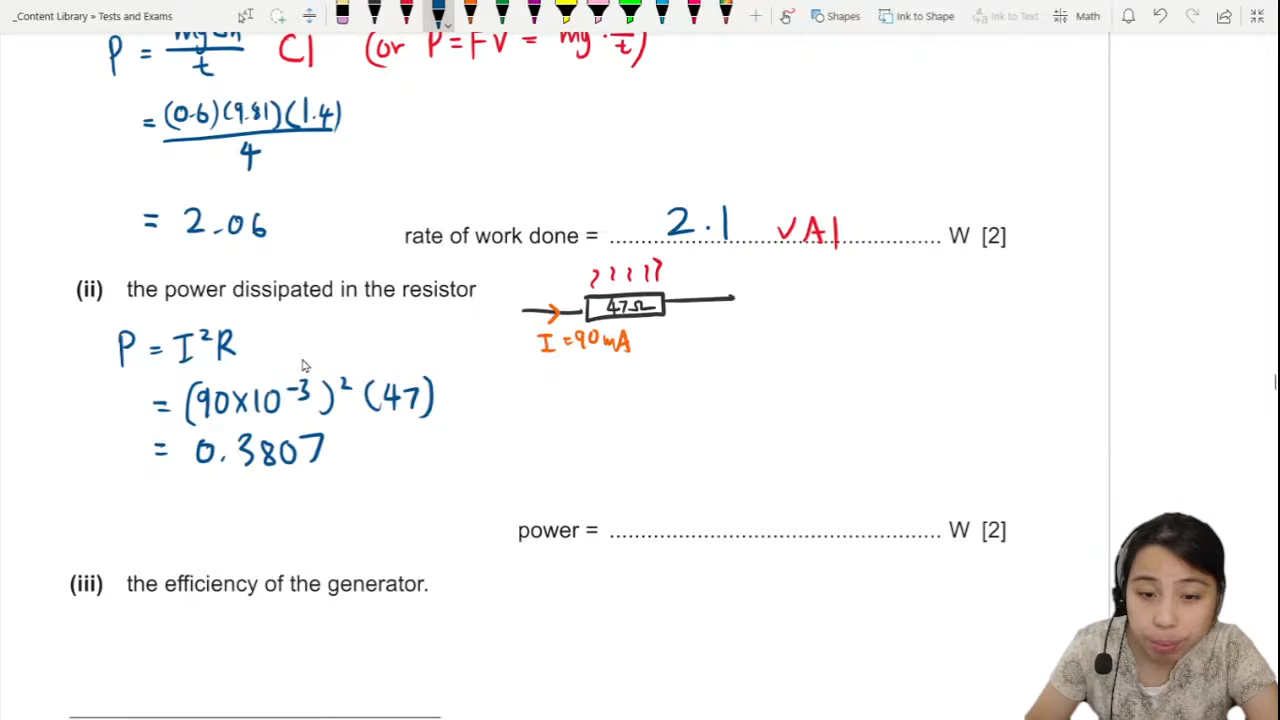 _Content Library » Tests and Exams
Shapes
Ink to Shape
Ink to Text
Math
P = mgΔh / t C1 (or P = FV = mg · /t)
= (0.6)(9.81)(1.4) / 4
= 2.06
rate of work done = 2.1 ✓A1 W [2]
(ii) the power dissipated in the resistor
47Ω
I = 90mA
P = I²R
= (90×10⁻³)² (47)
= 0.3807
power = ........................................ W [2]
(iii) the efficiency of the generator.